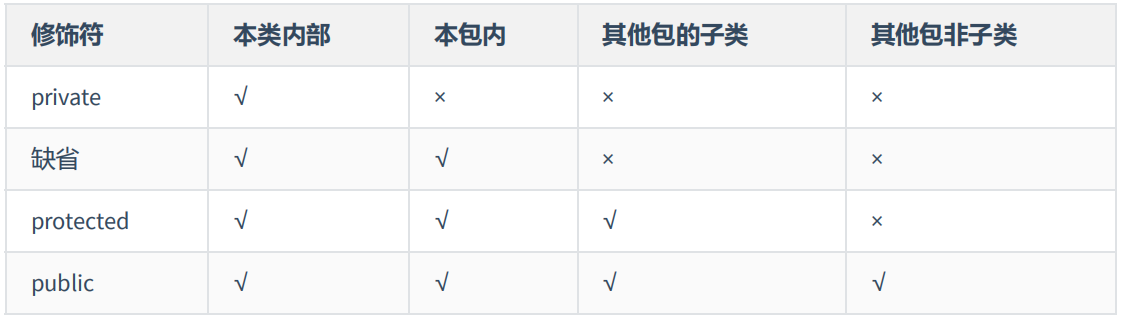 修饰符 本类内部 本包内 其他包的子类 其他包非子类
private √ × × ×
缺省 √ √ × ×
protected √ √ √ ×
public √ √ √ √